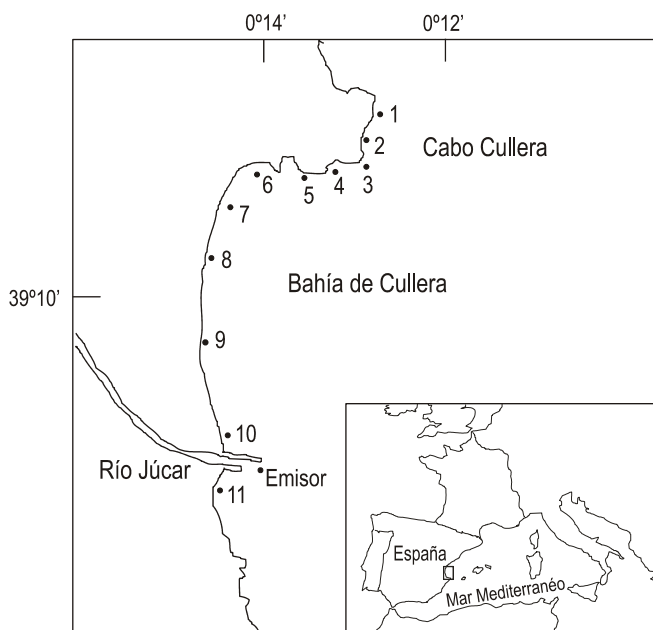 0º14’ 0º12’
1
2
Cabo Cullera
3
4
5
6
7
8
Bahía de Cullera
39º10’
9
10
Río Júcar
Emisor
11
España
Mar Mediterranéo